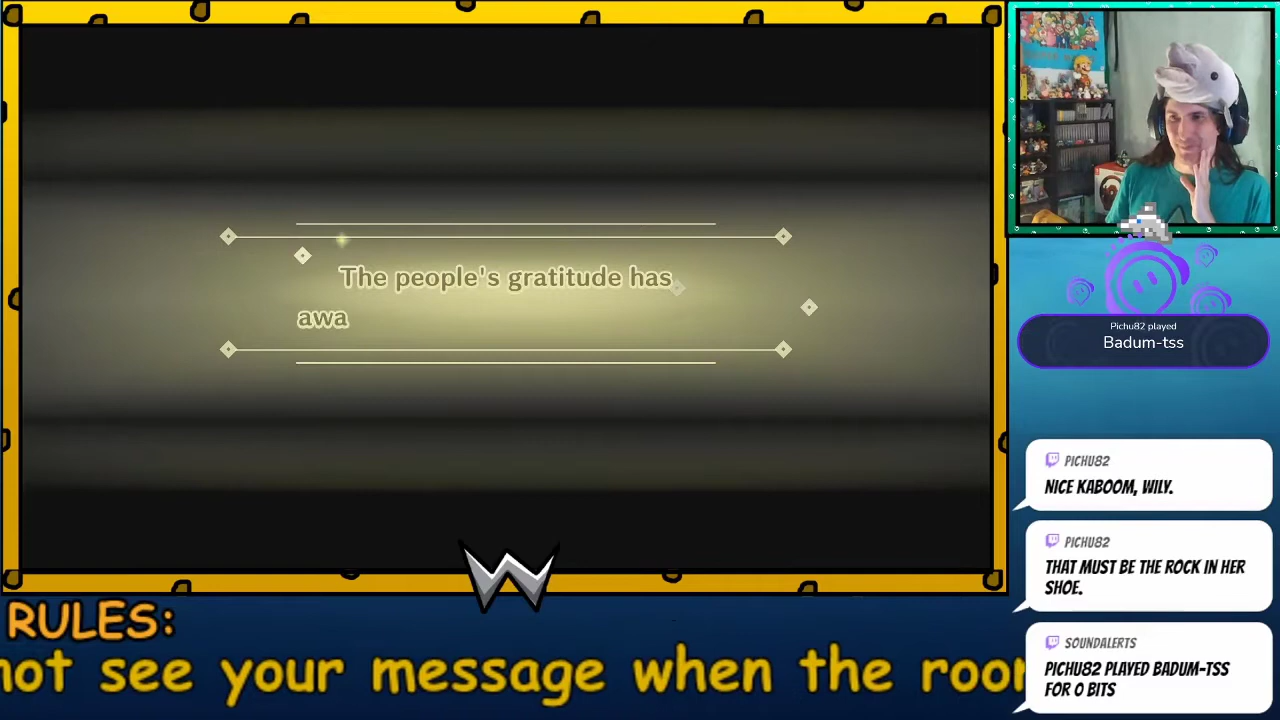 The people's gratitude has
awa
Pichu82 played
Badum-tss
PICHU82
NICE KABOOM, WILY.
PICHU82
THAT MUST BE THE ROCK IN HER
SHOE.
SOUNDALERTS
PICHU82 PLAYED BADUM-TSS
FOR 0 BITS
RULES:
not see your message when the roo